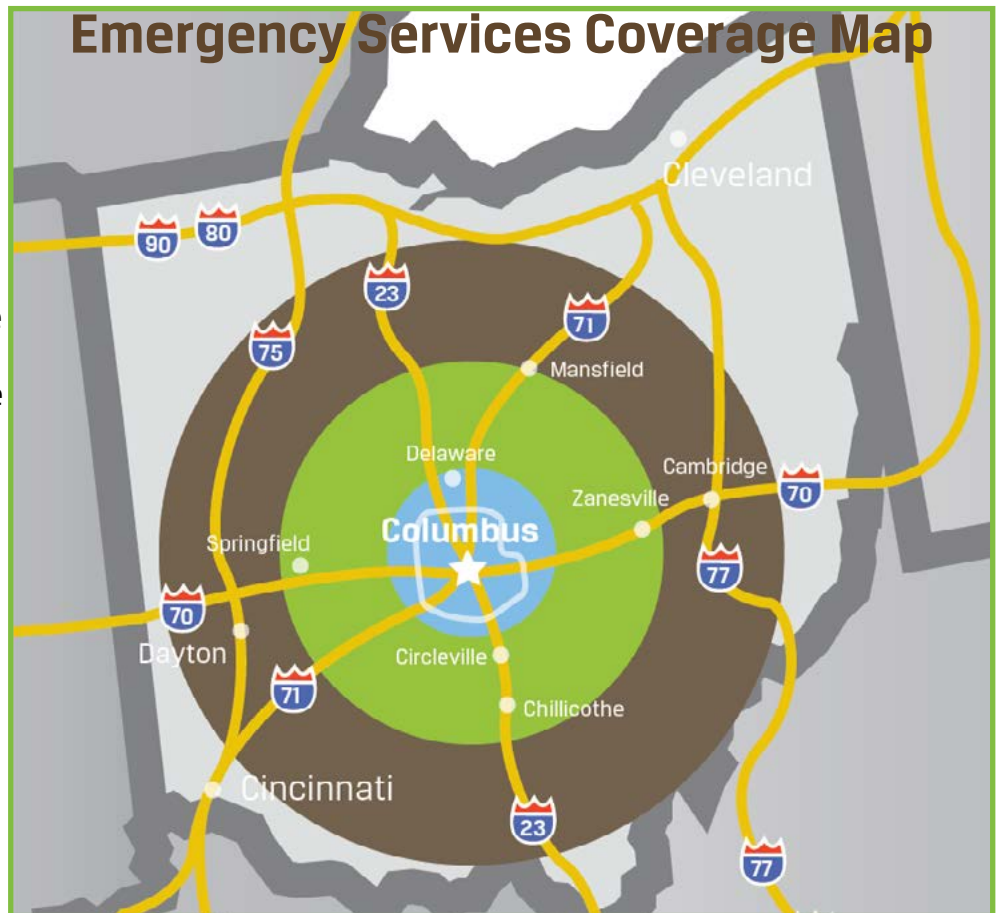 Emergency Services Coverage Map
Cleveland
90
80
23
71
75
Mansfield
Delaware
Cambridge
70
Zanesville
Columbus
Springfield
77
70
Dayton
Circleville
71
Chillicothe
Cincinnati
23
77